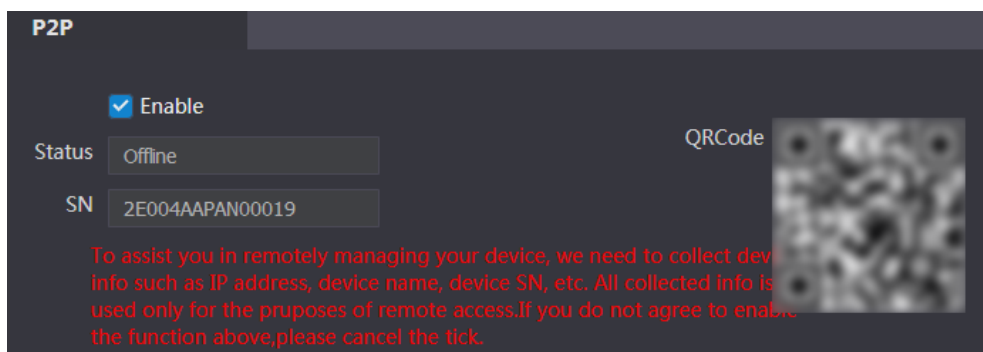 P2P
Enable
Status Offline
QRCode
SN 2E004AAPAN00019
To assist you in remotely managing your device, we need to collect
info such as IP address, device name, device SN, etc. All collected info is
used only for the pruposes of remote access.If you do not agree to enable
the function above,please cancel the tick.